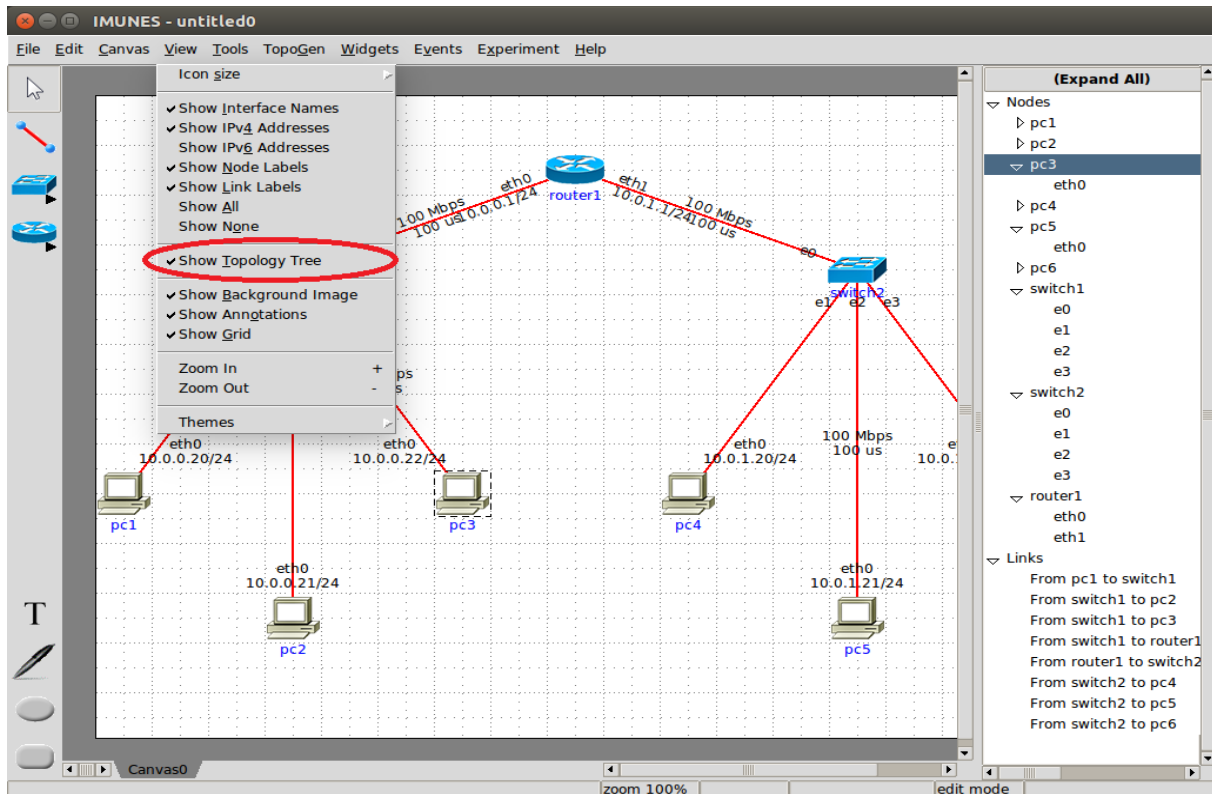 IMUNES - untitled0
File Edit Canvas View Tools TopoGen Widgets Events Experiment Help
Icon size
Show Interface Names
Show IPv4 Addresses
Show IPv6 Addresses
Show Node Labels
Show Link Labels
Show All
Show None
Show Topology Tree
Show Background Image
Show Annotations
Show Grid
Zoom In +
Zoom Out -
Themes
router1
eth0
10.0.0.1/24
100 Mbps
100 us
eth1
10.0.1.1/24
100 Mbps
100 us
e0
switch2
e1 e2 e3
100 Mbps
100 us
eth0
10.0.0.20/24
pc1
eth0
10.0.0.22/24
pc3
eth0
10.0.1.20/24
pc4
eth0
10.0.0.21/24
pc2
eth0
10.0.1.21/24
pc5
T
Canvas0
zoom 100%
edit mode
(Expand All)
Nodes
pc1
pc2
pc3
eth0
pc4
pc5
eth0
pc6
switch1
e0
e1
e2
e3
switch2
e0
e1
e2
e3
router1
eth0
eth1
Links
From pc1 to switch1
From switch1 to pc2
From switch1 to pc3
From switch1 to router1
From router1 to switch2
From switch2 to pc4
From switch2 to pc5
From switch2 to pc6